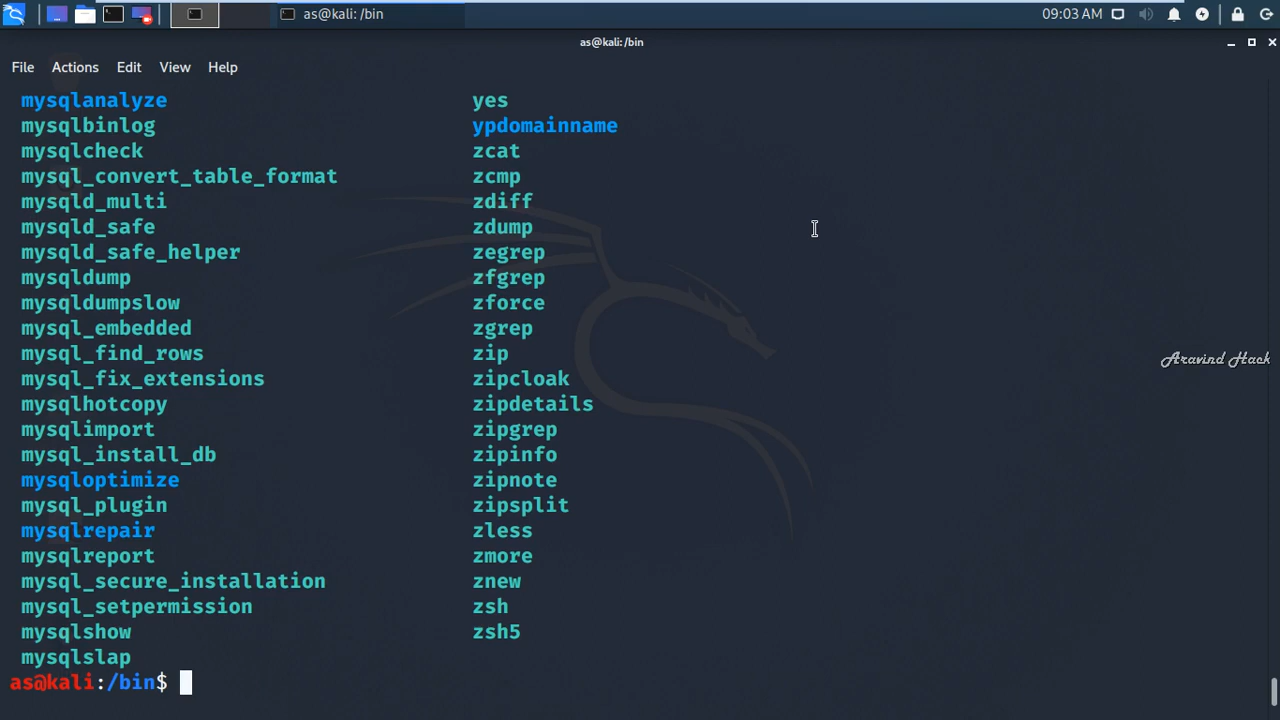 as@kali: /bin
09:03 AM
as@kali: /bin
File Actions Edit View Help
mysqlanalyze yes
mysqlbinlog ypdomainname
mysqlcheck zcat
mysql_convert_table_format zcmp
mysqld_multi zdiff
mysqld_safe zdump
mysqld_safe_helper zegrep
mysqldump zfgrep
mysqldumpslow zforce
mysql_embedded zgrep
mysql_find_rows zip
mysql_fix_extensions zipcloak
mysqlhotcopy zipdetails
mysqlimport zipgrep
mysql_install_db zipinfo
mysqloptimize zipnote
mysql_plugin zipsplit
mysqlrepair zless
mysqlreport zmore
mysql_secure_installation znew
mysql_setpermission zsh
mysqlshow zsh5
mysqlslap
as@kali:/bin$
Aravind Hack